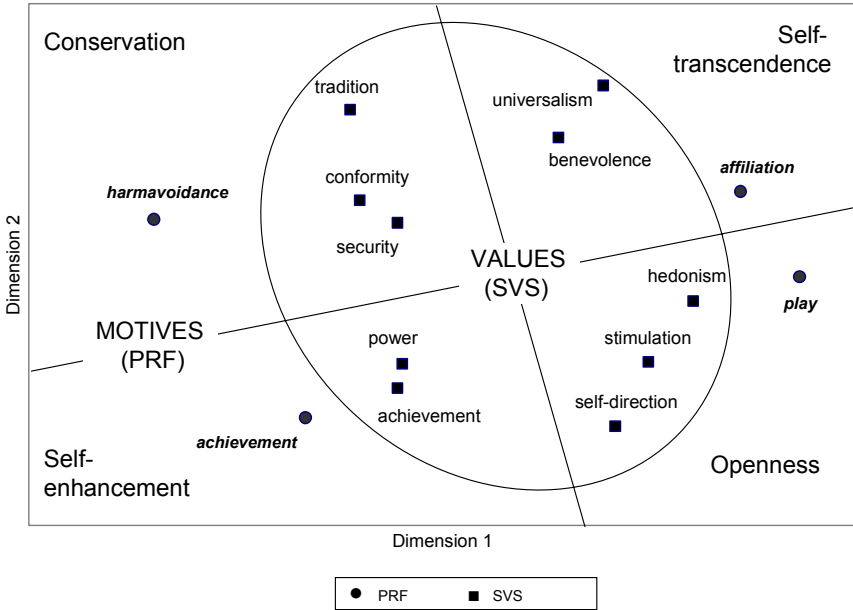 Conservation
Self-
transcendence
tradition
universalism
benevolence
conformity
affiliation
harmavoidance
security
VALUES
(SVS)
hedonism
play
MOTIVES
(PRF)
power
stimulation
achievement
self-direction
achievement
Self-
enhancement
Openness
Dimension 2
Dimension 1
PRF
SVS